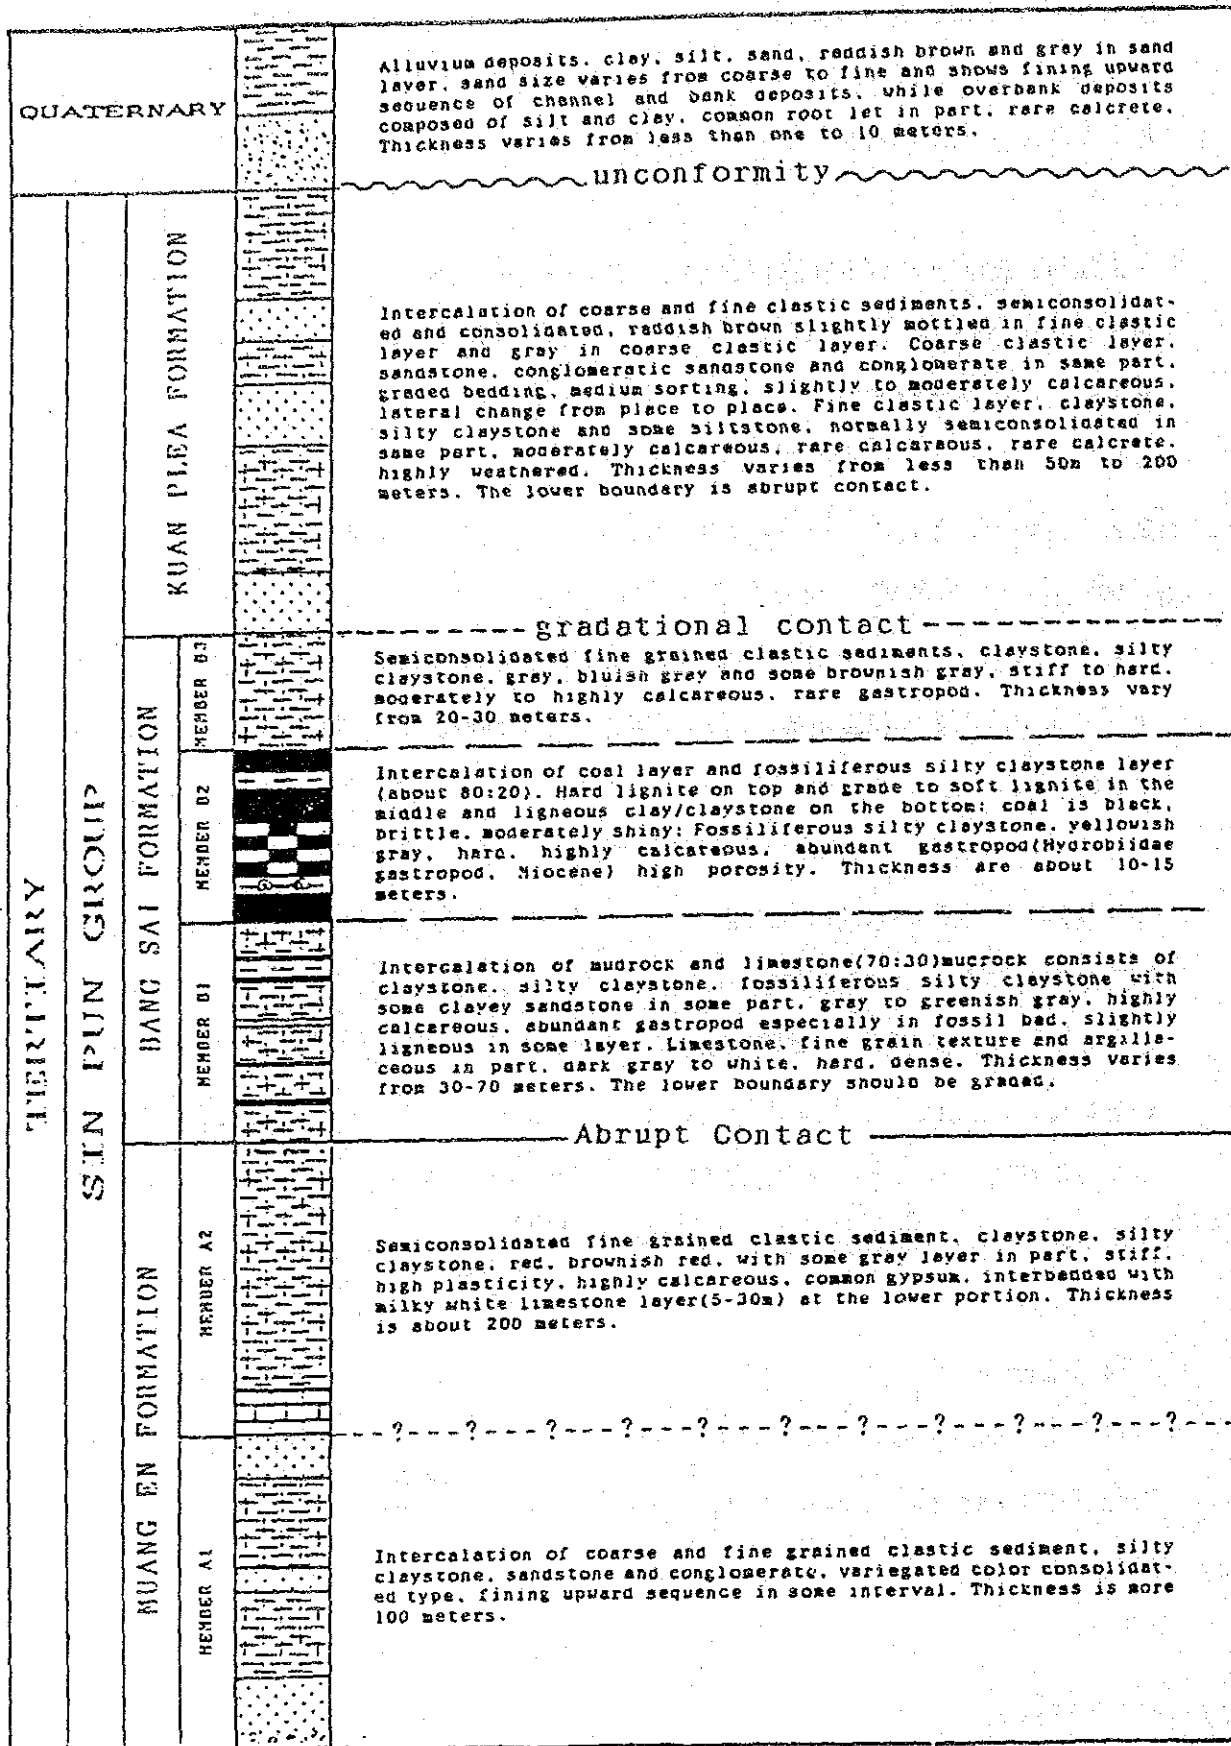 QUATERNARY
Alluvium deposits, clay, silt, sand, reddish brown and gray in sand
layer, sand size varies from coarse to fine and shows fining upward
sequence of channel and bank deposits, while overbank deposits
composed of silt and clay, common root let in part, rare calcrete.
Thickness varies from less than one to 10 meters.
unconformity
TERTIARY
SIN PUN GROUP
KUAN PLEA FORMATION
Intercalation of coarse and fine clastic sediments, semiconsolidat-
ed and consolidated, reddish brown slightly mottled in fine clastic
layer and gray in coarse clastic layer. Coarse clastic layer,
sandstone, conglomeratic sandstone and conglomerate in same part,
graded bedding, medium sorting, slightly to moderately calcareous,
lateral change from place to place. Fine clastic layer, claystone,
silty claystone and some siltstone, normally semiconsolidated in
same part, moderately calcareous, rare calcaraous, rare calcrete,
highly weathered. Thickness varies from less than 50m to 200
meters. The lower boundary is abrupt contact.
gradational contact
BANG SAI FORMATION
MEMBER B3
Semiconsolidated fine grained clastic sediments, claystone, silty
claystone, gray, bluish gray and some brownish gray, stiff to hard,
moderately to highly calcareous, rare gastropod. Thickness vary
from 20-30 meters.
MEMBER B2
Intercalation of coal layer and fossiliferous silty claystone layer
(about 80:20). Hard lignite on top and grade to soft lignite in the
middle and ligneous clay/claystone on the bottom; coal is black,
brittle, moderately shiny; Fossiliferous silty claystone, yellowish
gray, hard, highly calcareous, abundant gastropod(Hydrobiidae
gastropod, Miocene) high porosity. Thickness are about 10-15
meters.
MEMBER B1
Intercalation of mudrock and limestone(70:30)mucrock consists of
claystone, silty claystone, fossiliferous silty claystone with
some clavey sandstone in some part, gray to greenish gray, highly
calcareous, abundant gastropod especially in fossil bed, slightly
ligneous in some layer. Limestone, fine grain texture and argilla-
ceous in part, dark gray to white, hard, dense. Thickness varies
from 30-70 meters. The lower boundary should be graded.
Abrupt Contact
MUANG EN FORMATION
MEMBER A2
Semiconsolidated fine grained clastic sediment, claystone, silty
claystone, red, brownish red, with some gray layer in part, stiff,
high plasticity, highly calcareous, common gypsum, interbedded with
milky white limestone layer(5-30m) at the lower portion. Thickness
is about 200 meters.
---?---?---?---?---?---?---?---?---?---?---?---
MEMBER A1
Intercalation of coarse and fine grained clastic sediment, silty
claystone, sandstone and conglomerate, variegated color consolidat-
ed type, fining upward sequence in some interval. Thickness is more
100 meters.